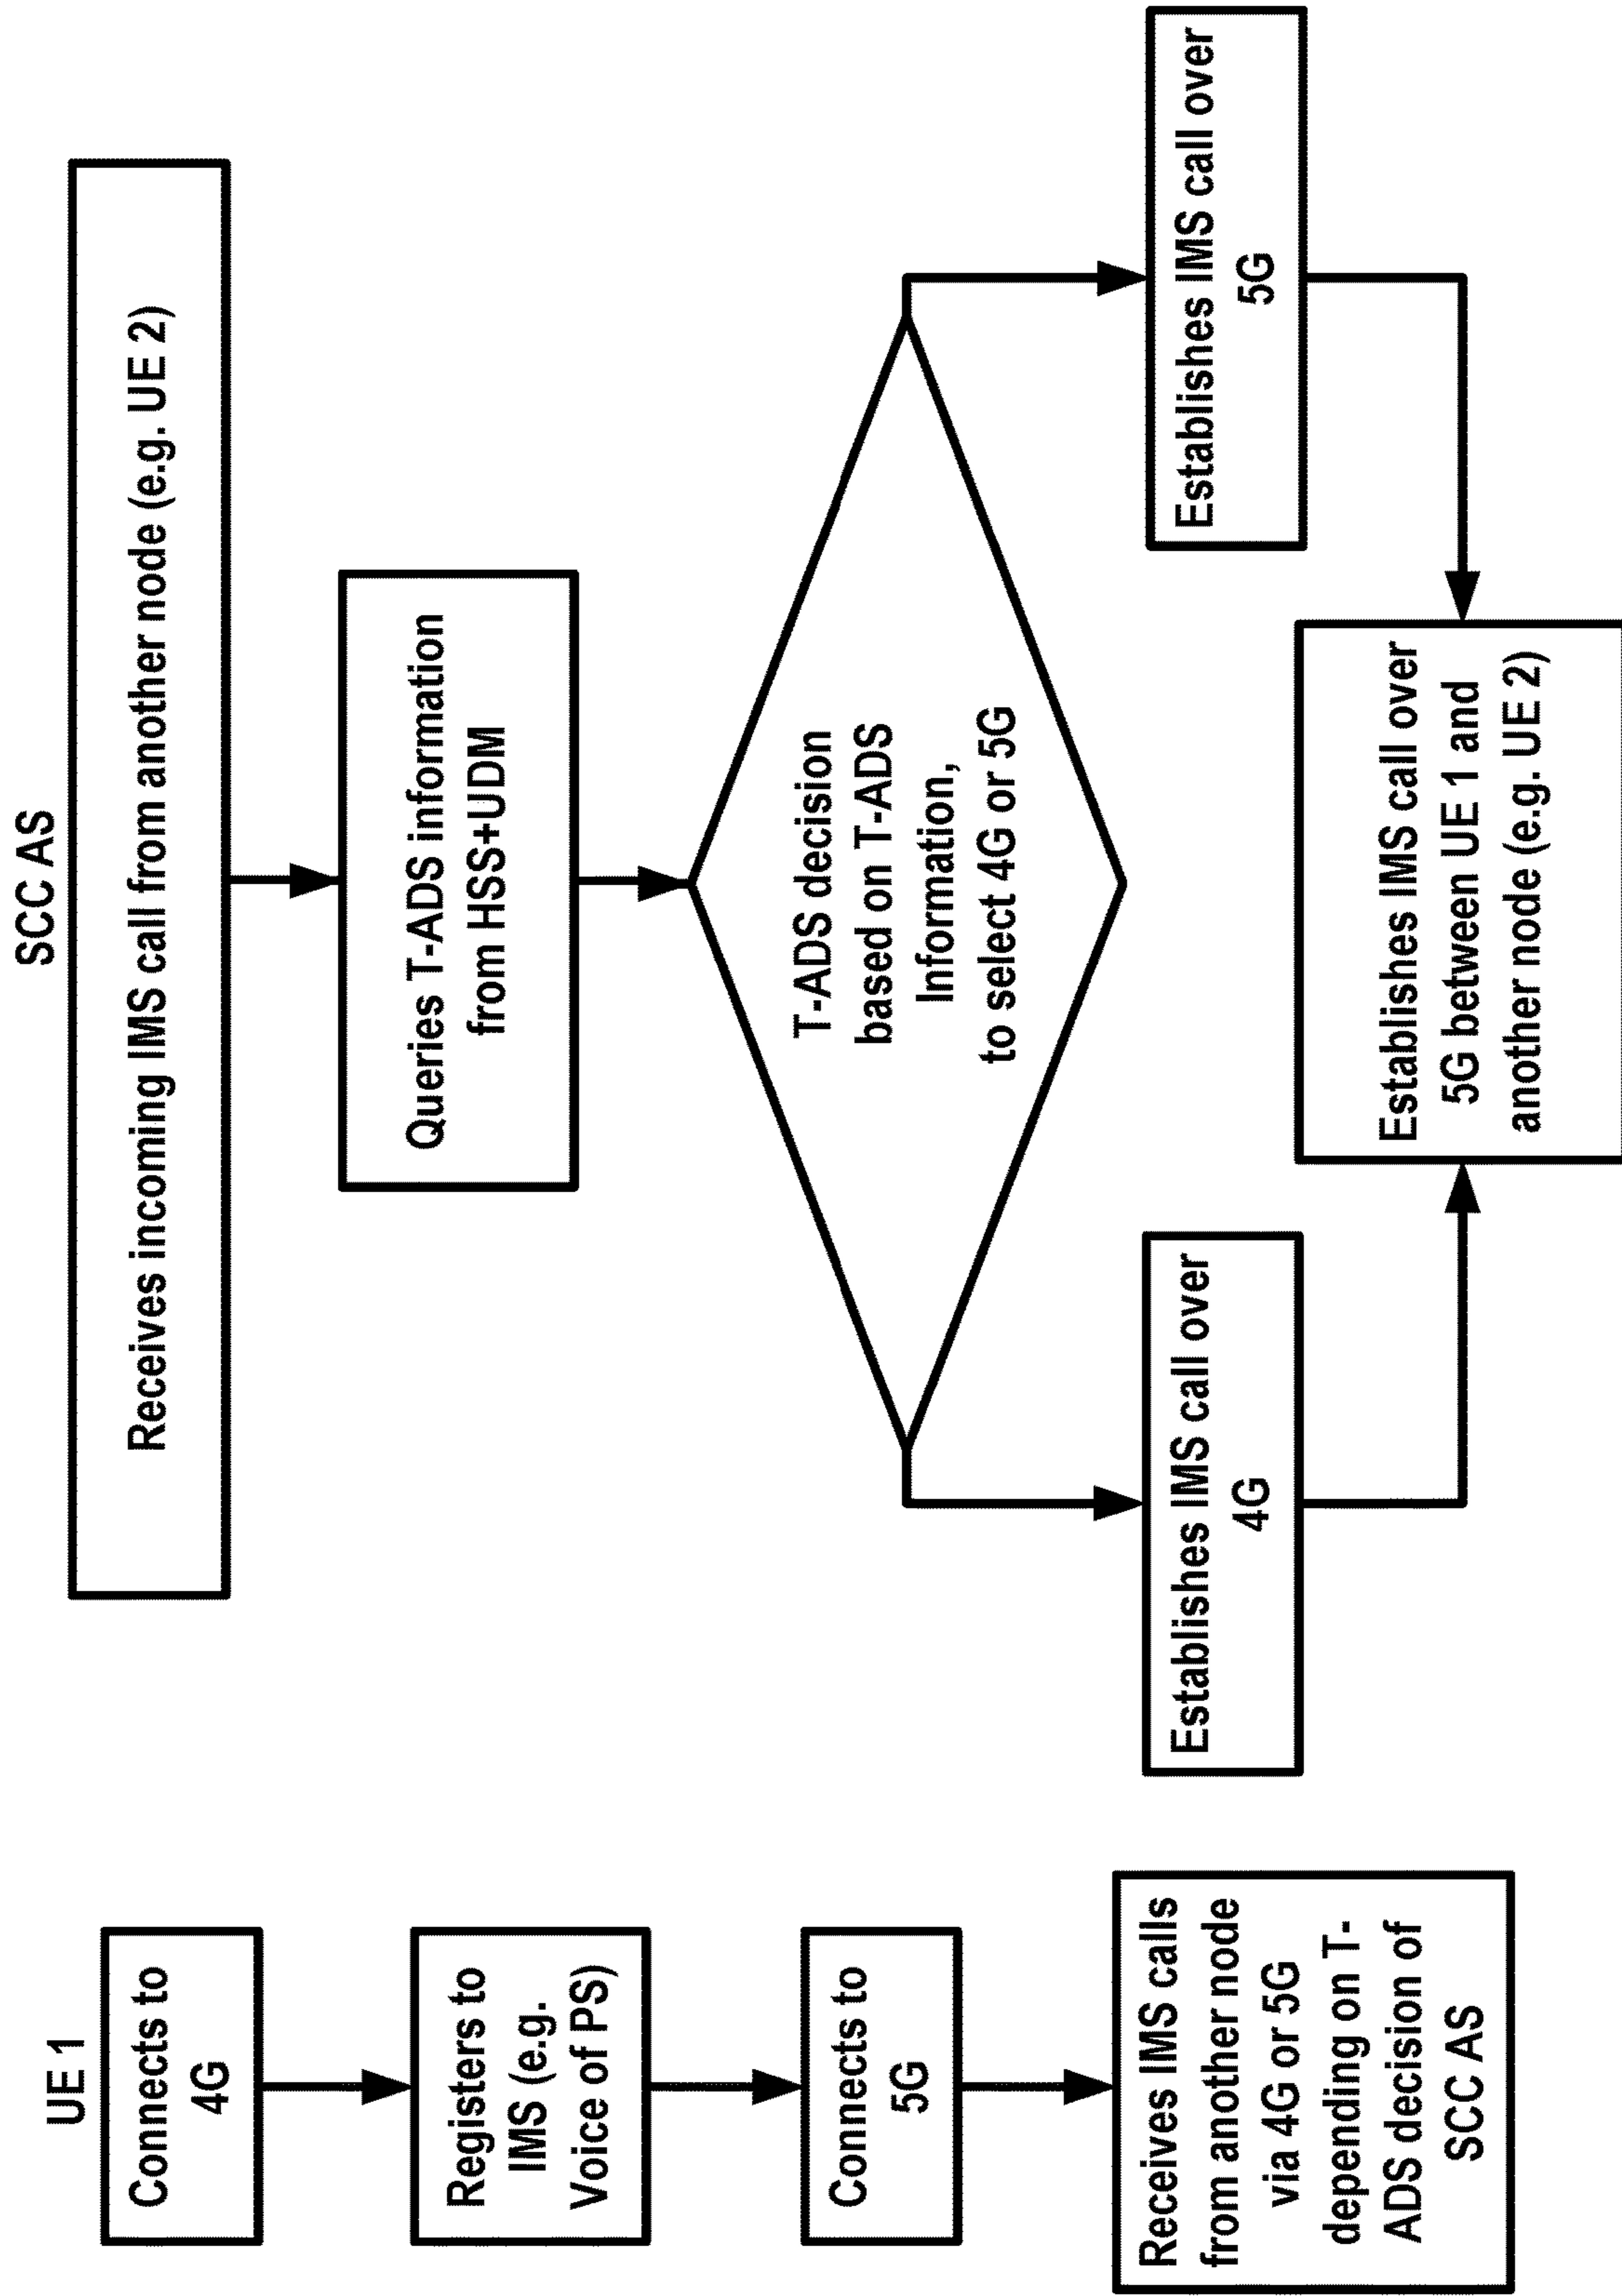 UE 1
Connects to
4G
Registers to
IMS (e.g.
Voice of PS)
Connects to
5G
Receives IMS calls
from another node
via 4G or 5G
depending on T-
ADS decision of
SCC AS
SCC AS
Receives incoming IMS call from another node (e.g. UE 2)
Queries T-ADS information
from HSS+UDM
T-ADS decision
based on T-ADS
Information,
to select 4G or 5G
Establishes IMS call over
4G
Establishes IMS call over
5G
Establishes IMS call over
5G between UE 1 and
another node (e.g. UE 2)